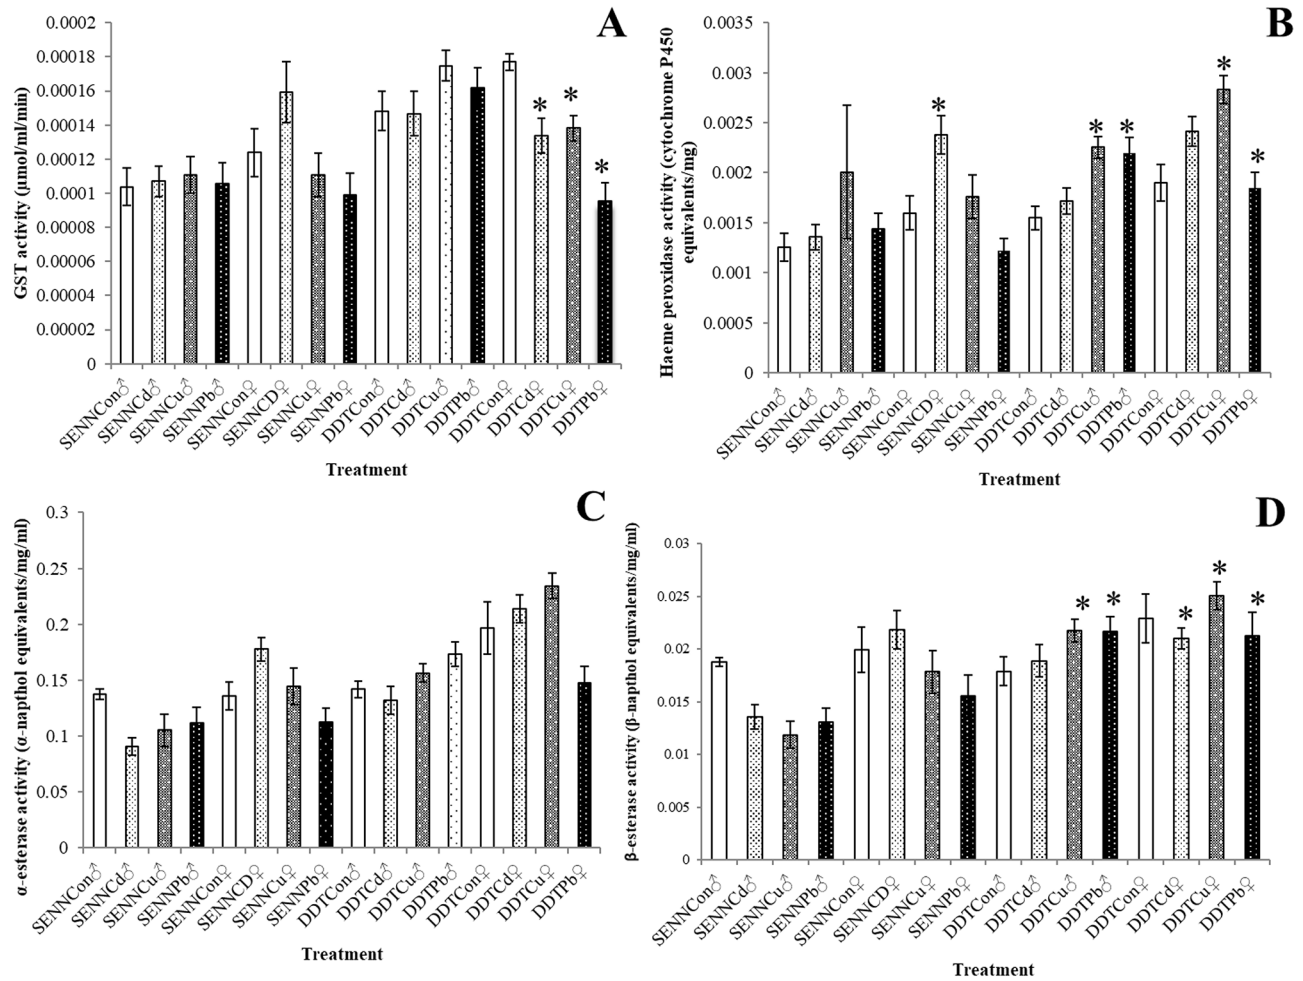 A
GST activity (µmol/ml/min)
0.0002
0.00018
0.00016
0.00014
0.00012
0.0001
0.00008
0.00006
0.00004
0.00002
0
* * *
SENNCon♂
SENNCd♂
SENNCu♂
SENNPb♂
SENNCon♀
SENNCD♀
SENNCu♀
SENNPb♀
DDTCon♂
DDTCd♂
DDTCu♂
DDTPb♂
DDTCon♀
DDTCd♀
DDTCu♀
DDTPb♀
Treatment
B
Haeme peroxidase activity (cytochrome P450
equivalents/mg)
0.0035
0.003
0.0025
0.002
0.0015
0.001
0.0005
0
* * * * *
SENNCon♂
SENNCd♂
SENNCu♂
SENNPb♂
SENNCon♀
SENNCD♀
SENNCu♀
SENNPb♀
DDTCon♂
DDTCd♂
DDTCu♂
DDTPb♂
DDTCon♀
DDTCd♀
DDTCu♀
DDTPb♀
Treatment
C
α-esterase activity (α-napthol equivalents/mg/ml)
0.3
0.25
0.2
0.15
0.1
0.05
0
SENNCon♂
SENNCd♂
SENNCu♂
SENNPb♂
SENNCon♀
SENNCD♀
SENNCu♀
SENNPb♀
DDTCon♂
DDTCd♂
DDTCu♂
DDTPb♂
DDTCon♀
DDTCd♀
DDTCu♀
DDTPb♀
Treatment
D
β-esterase activity (β-napthol equivalents/mg/ml)
0.03
0.025
0.02
0.015
0.01
0.005
0
* * * * *
SENNCon♂
SENNCd♂
SENNCu♂
SENNPb♂
SENNCon♀
SENNCD♀
SENNCu♀
SENNPb♀
DDTCon♂
DDTCd♂
DDTCu♂
DDTPb♂
DDTCon♀
DDTCd♀
DDTCu♀
DDTPb♀
Treatment